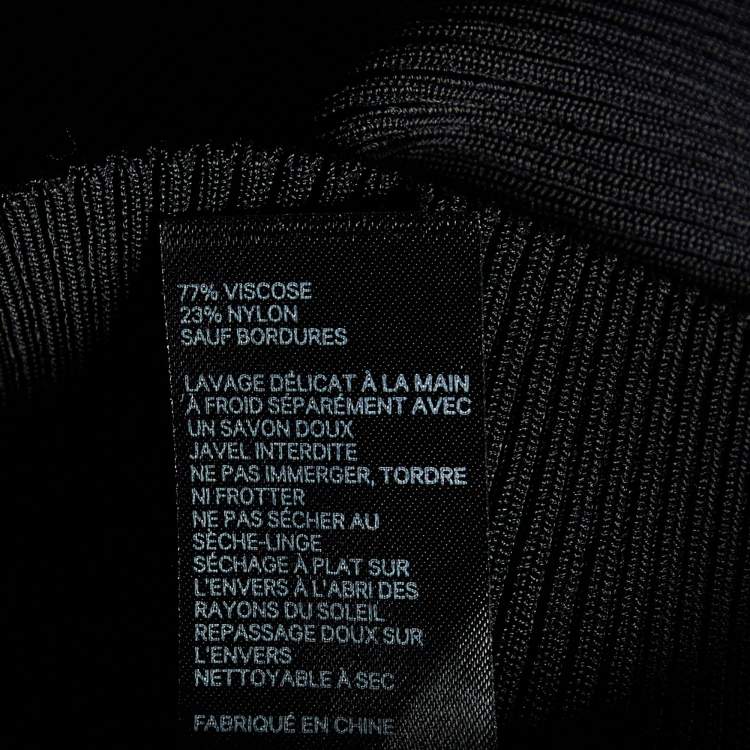 77% VISCOSE
23% NYLON
SAUF BORDURES
LAVAGE DÉLICAT À LA MAIN
À FROID SÉPARÉMENT AVEC
UN SAVON DOUX
JAVEL INTERDITE
NE PAS IMMERGER, TORDRE
NI FROTTER
NE PAS SÉCHER AU
SÈCHE-LINGE
SÉCHAGE À PLAT SUR
L'ENVERS À L'ABRI DES
RAYONS DU SOLEIL
REPASSAGE DOUX SUR
L'ENVERS
NETTOYABLE À SEC
FABRIQUÉ EN CHINE